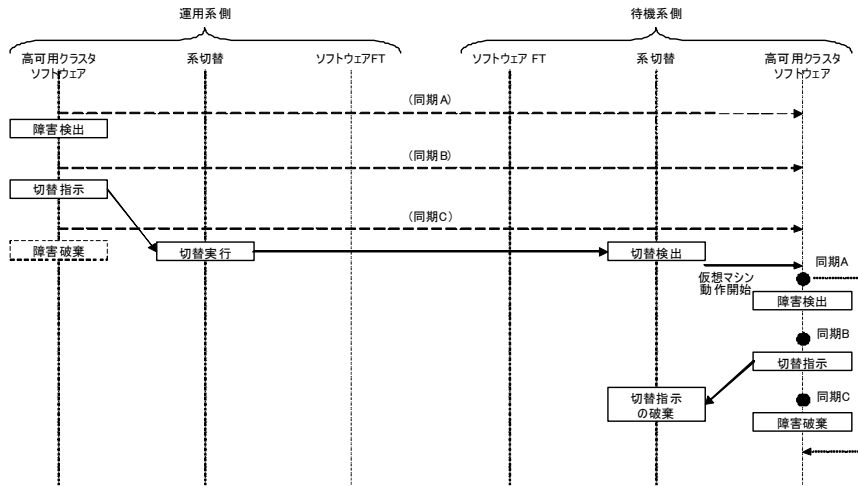 運用系側
待機系側
高可用クラスタ
ソフトウェア
系切替
ソフトウェアFT
ソフトウェア FT
系切替
高可用クラスタ
ソフトウェア
(同期A)
障害検出
(同期B)
切替指示
(同期C)
障害破棄
切替実行
切替検出
仮想マシン
動作開始
同期A
障害検出
同期B
切替指示
切替指示
の破棄
同期C
障害破棄